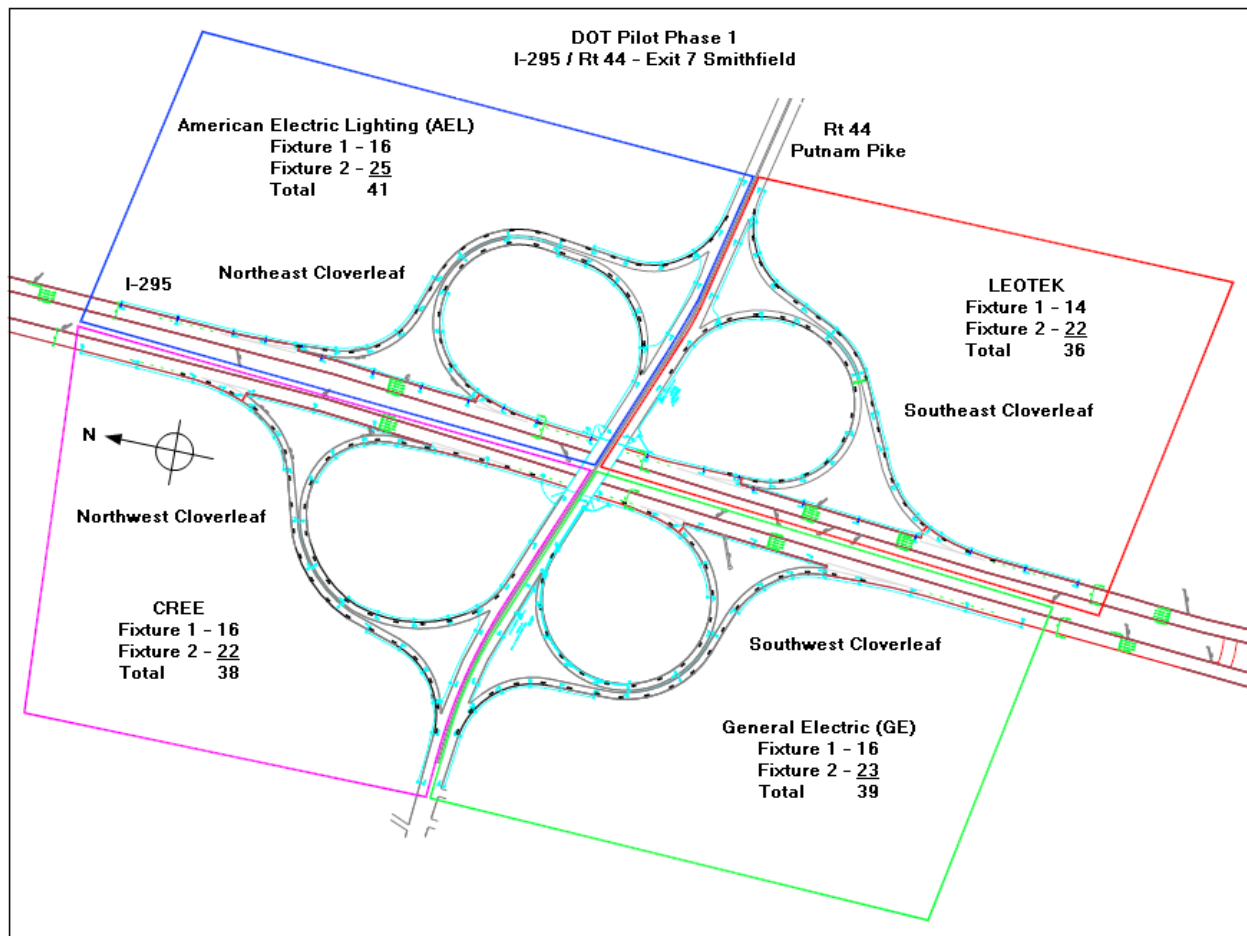 DOT Pilot Phase 1
I-295 / Rt 44 - Exit 7 Smithfield
American Electric Lighting (AEL)
Fixture 1 - 16
Fixture 2 - 25
Total 41
Rt 44
Putnam Pike
Northeast Cloverleaf
I-295
LEOTEK
Fixture 1 - 14
Fixture 2 - 22
Total 36
Southeast Cloverleaf
N
Northwest Cloverleaf
CREE
Fixture 1 - 16
Fixture 2 - 22
Total 38
Southwest Cloverleaf
General Electric (GE)
Fixture 1 - 16
Fixture 2 - 23
Total 39